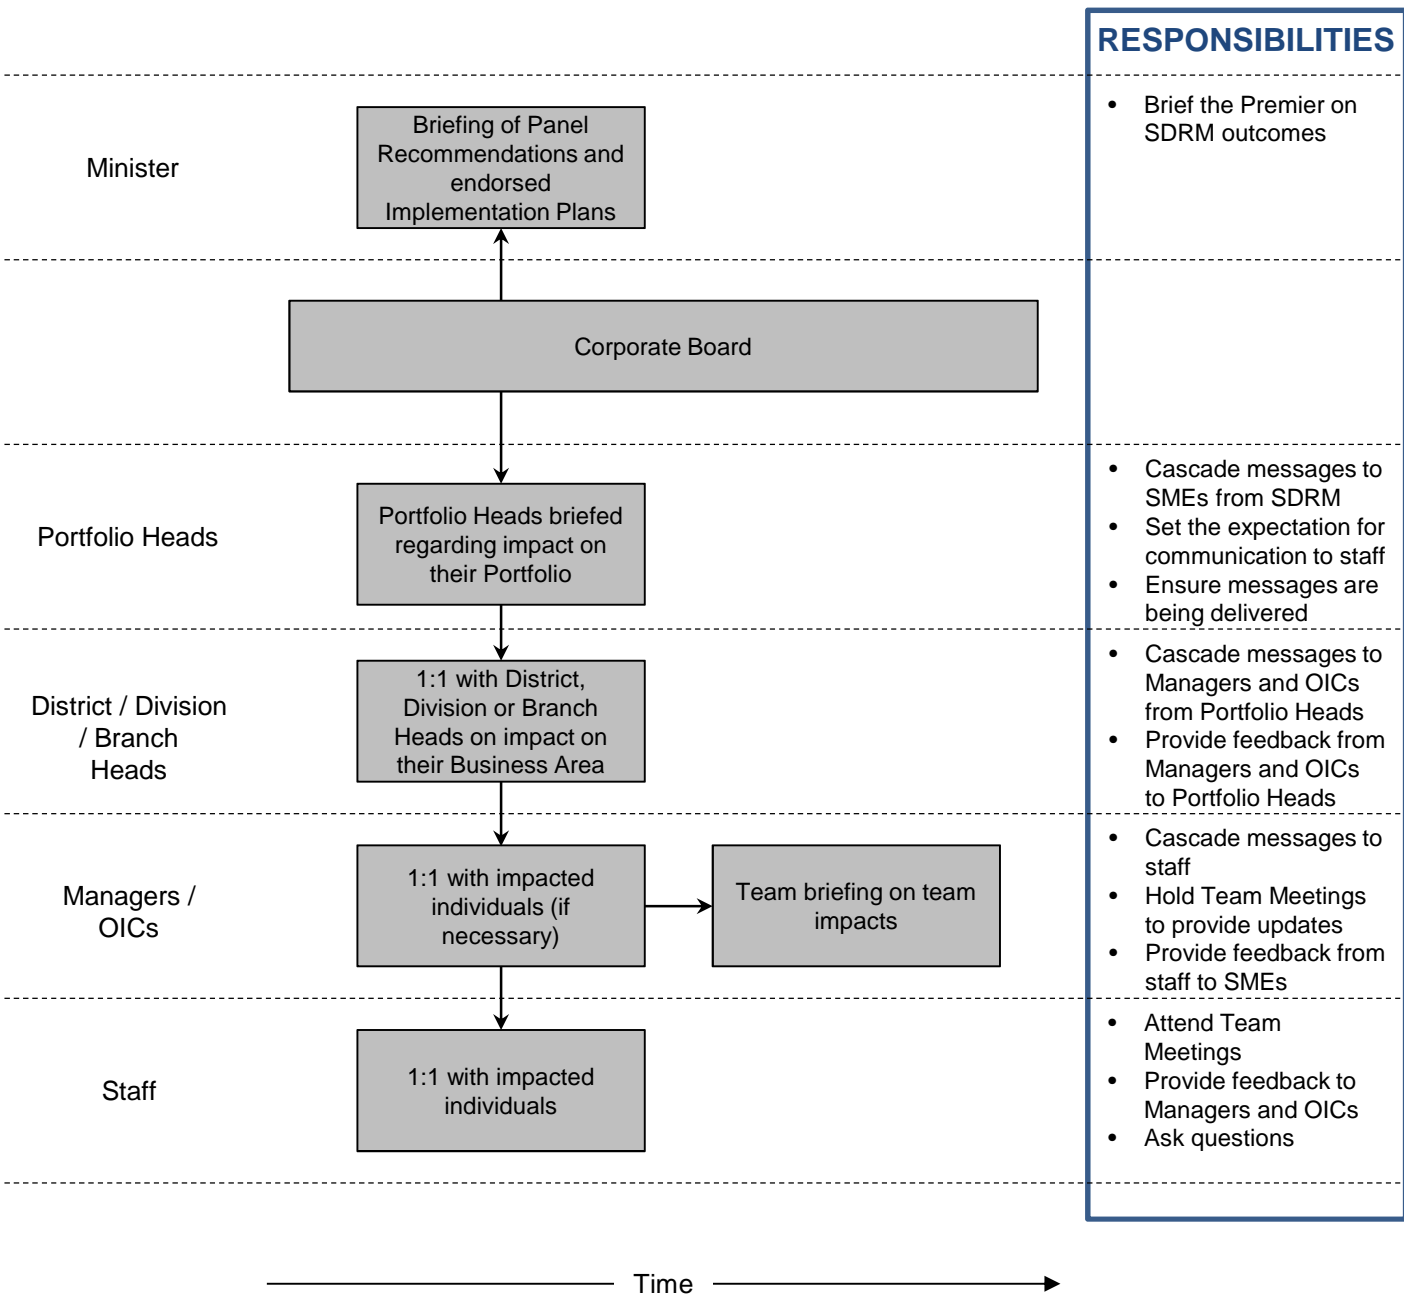 RESPONSIBILITIES
Minister
Briefing of Panel
Recommendations and
endorsed
Implementation Plans
• Brief the Premier on
SDRM outcomes
Corporate Board
Portfolio Heads
Portfolio Heads briefed
regarding impact on
their Portfolio
• Cascade messages to
SMEs from SDRM
• Set the expectation for
communication to staff
• Ensure messages are
being delivered
District / Division
/ Branch
Heads
1:1 with District,
Division or Branch
Heads on impact on
their Business Area
• Cascade messages to
Managers and OICs
from Portfolio Heads
• Provide feedback from
Managers and OICs
to Portfolio Heads
Managers /
OICs
1:1 with impacted
individuals (if
necessary)
Team briefing on team
impacts
• Cascade messages to
staff
• Hold Team Meetings
to provide updates
• Provide feedback from
staff to SMEs
Staff
1:1 with impacted
individuals
• Attend Team
Meetings
• Provide feedback to
Managers and OICs
• Ask questions
Time